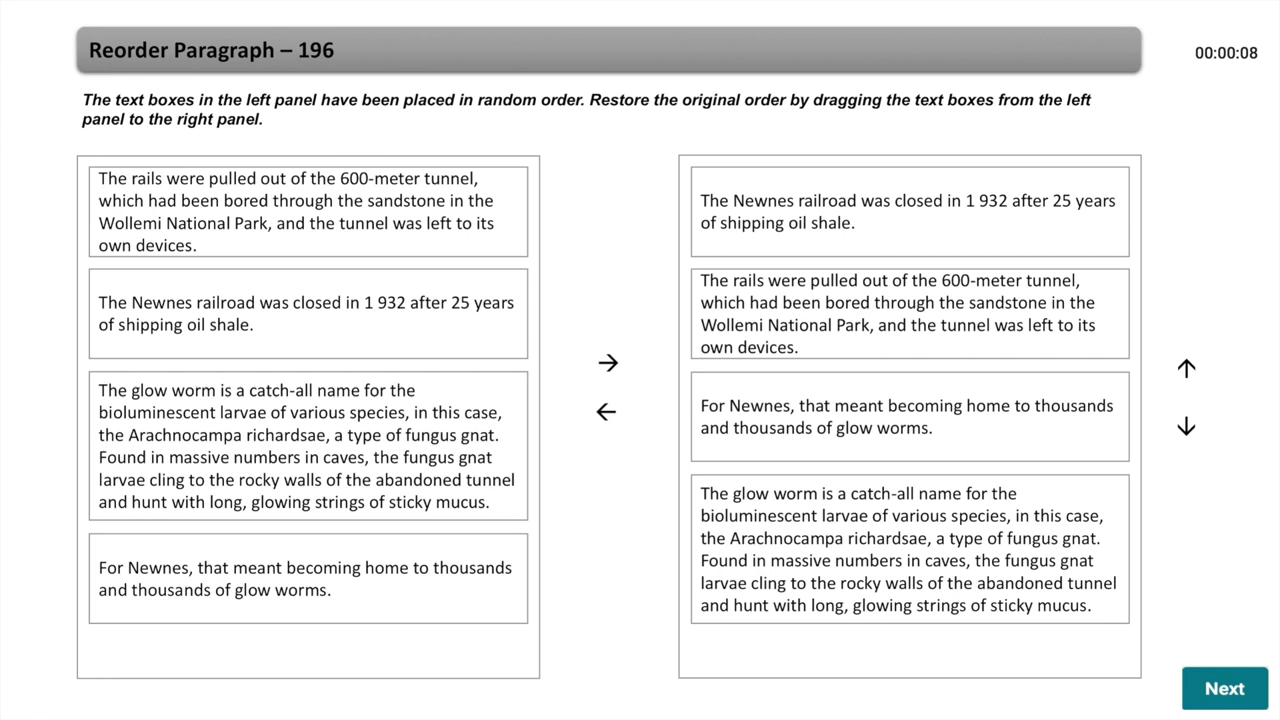 Reorder Paragraph – 196
00:00:08
The text boxes in the left panel have been placed in random order. Restore the original order by dragging the text boxes from the left
panel to the right panel.
The rails were pulled out of the 600-meter tunnel,
which had been bored through the sandstone in the
Wollemi National Park, and the tunnel was left to its
own devices.
The Newnes railroad was closed in 1 932 after 25 years
of shipping oil shale.
The glow worm is a catch-all name for the
bioluminescent larvae of various species, in this case,
the Arachnocampa richardsae, a type of fungus gnat.
Found in massive numbers in caves, the fungus gnat
larvae cling to the rocky walls of the abandoned tunnel
and hunt with long, glowing strings of sticky mucus.
For Newnes, that meant becoming home to thousands
and thousands of glow worms.
The Newnes railroad was closed in 1 932 after 25 years
of shipping oil shale.
The rails were pulled out of the 600-meter tunnel,
which had been bored through the sandstone in the
Wollemi National Park, and the tunnel was left to its
own devices.
For Newnes, that meant becoming home to thousands
and thousands of glow worms.
The glow worm is a catch-all name for the
bioluminescent larvae of various species, in this case,
the Arachnocampa richardsae, a type of fungus gnat.
Found in massive numbers in caves, the fungus gnat
larvae cling to the rocky walls of the abandoned tunnel
and hunt with long, glowing strings of sticky mucus.
Next